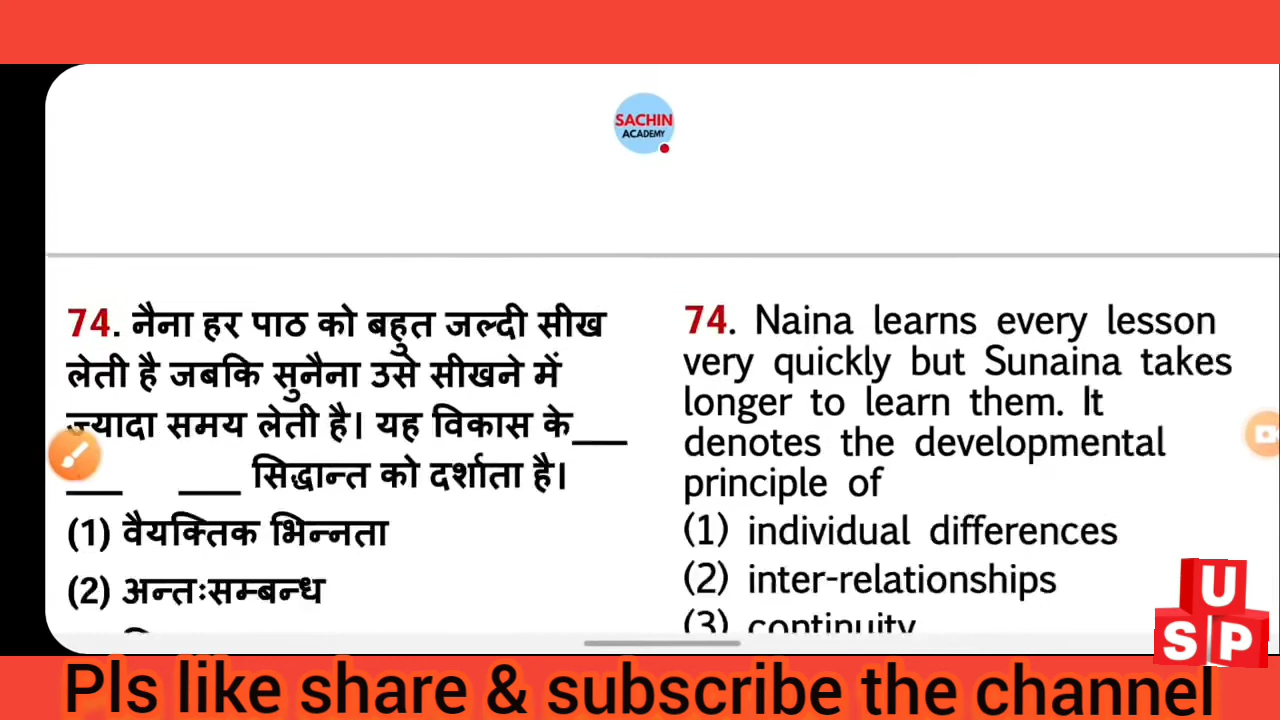 SACHIN
ACADEMY
74. नैना हर पाठ को बहुत जल्दी सीख
लेती है जबकि सुनैना उसे सीखने में
ज्यादा समय लेती है। यह विकास के___
___ ___ सिद्धान्त को दर्शाता है।
(1) वैयक्तिक भिन्नता
(2) अन्तःसम्बन्ध
74. Naina learns every lesson
very quickly but Sunaina takes
longer to learn them. It
denotes the developmental
principle of
(1) individual differences
(2) inter-relationships
(3) continuity
U
S P
Pls like share & subscribe the channel